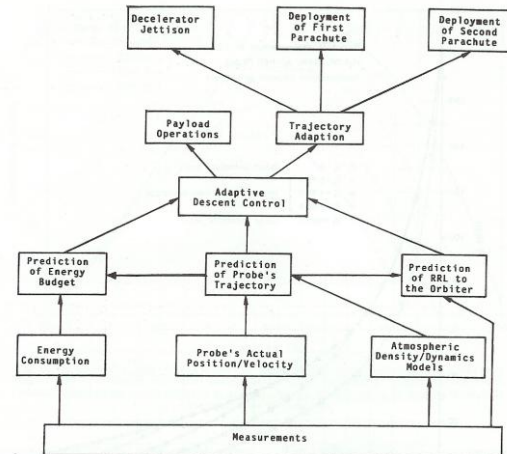 Decelerator
Jettison
Deployment
of First
Parachute
Deployment
of Second
Parachute
Payload
Operations
Trajectory
Adaption
Adaptive
Descent Control
Prediction
of Energy
Budget
Prediction
of Probe's
Trajectory
Prediction
of RRL to
the Orbiter
Energy
Consumption
Probe's Actual
Position/Velocity
Atmospheric
Density/Dynamics
Models
Measurements